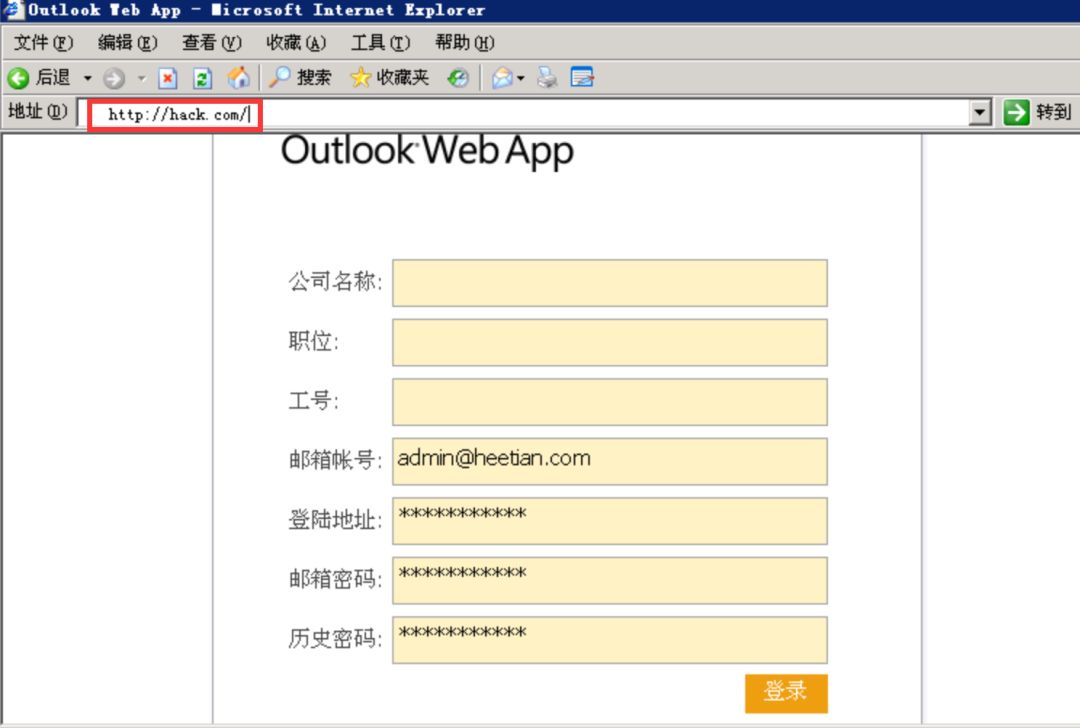 Outlook Web App - Microsoft Internet Explorer
文件(F) 编辑(E) 查看(V) 收藏(A) 工具(T) 帮助(H)
后退 搜索 收藏夹
地址(D) http://hack.com/ 转到
Outlook Web App
公司名称:
职位:
工号:
邮箱帐号: admin@heetian.com
登陆地址: ***********
邮箱密码: ***********
历史密码: ***********
登录